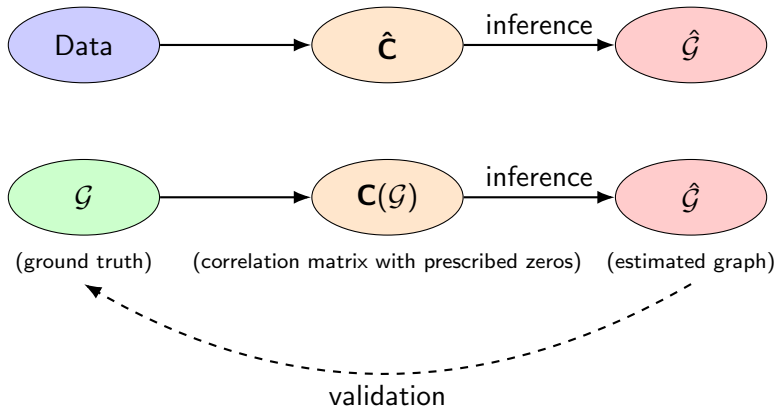 Data
Ĉ
inference
𝒢̂
𝒢
C(𝒢)
inference
𝒢̂
(ground truth)
(correlation matrix with prescribed zeros)
(estimated graph)
validation